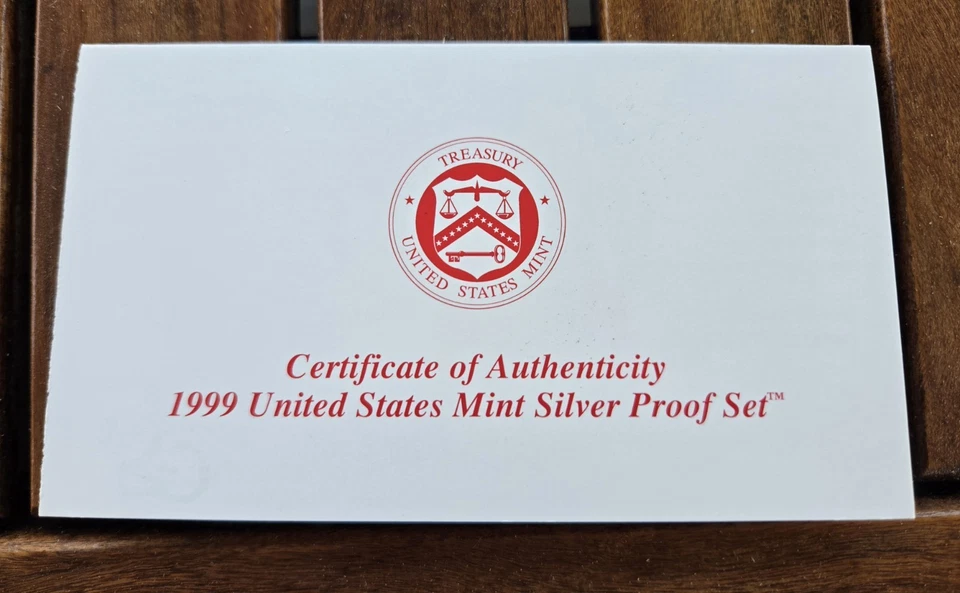 TREASURY
UNITED STATES MINT
Certificate of Authenticity
1999 United States Mint Silver Proof Set™